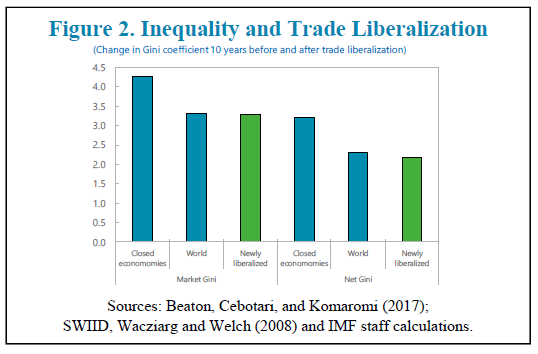 Figure 2. Inequality and Trade Liberalization
(Change in Gini coefficient 10 years before and after trade liberalization)
4.5
4.0
3.5
3.0
2.5
2.0
1.5
1.0
0.5
0.0
Closed World Newly Closed World Newly
economomies liberalized econcomies liberalized
Market Gini Net Gini
Sources: Beaton, Cebotari, and Komaromi (2017);
SWIID, Wacziarg and Welch (2008) and IMF staff calculations.